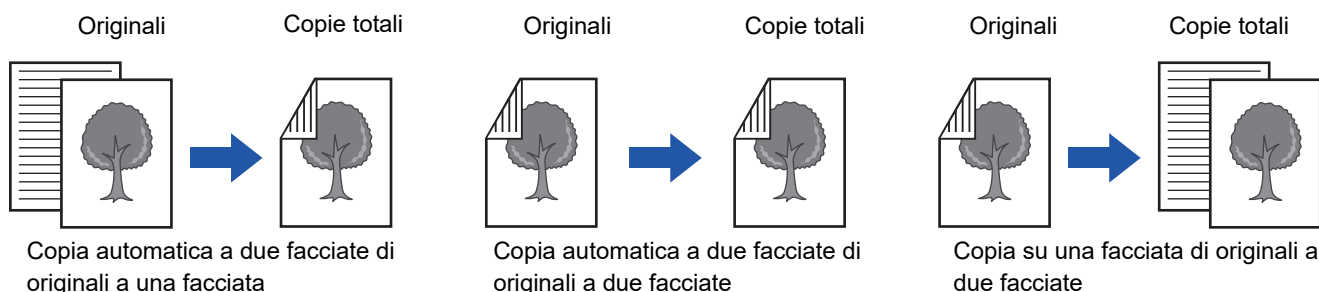 Originali
Copie totali
Originali
Copie totali
Originali
Copie totali
Copia automatica a due facciate di
originali a una facciata
Copia automatica a due facciate di
originali a due facciate
Copia su una facciata di originali a
due facciate